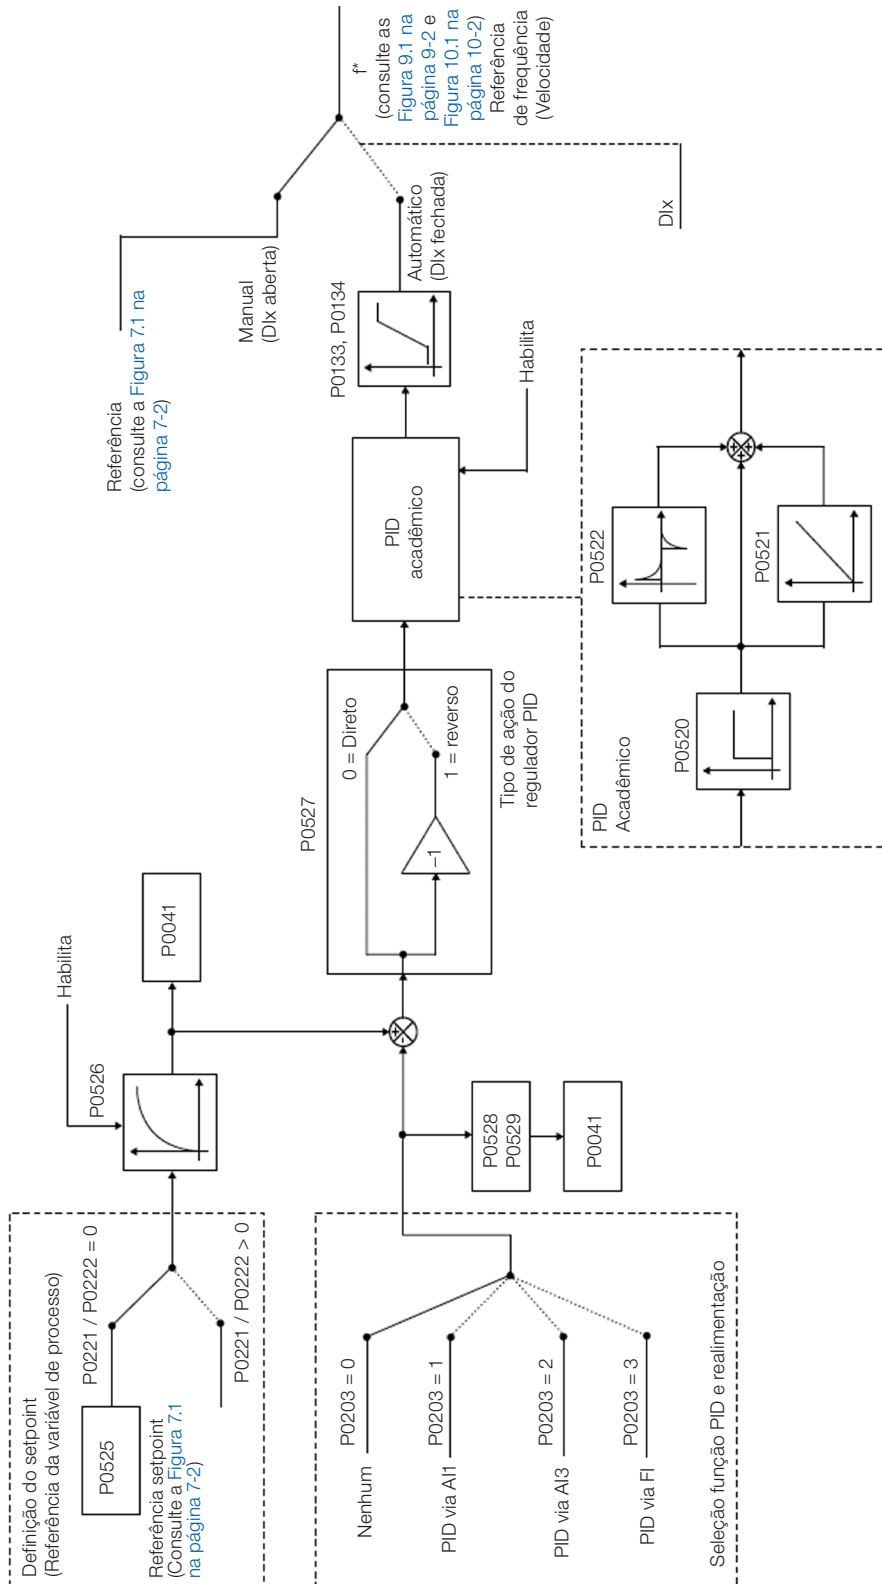 Definição do setpoint
(Referência da variável de processo)
P0525
P0221 / P0222 = 0
Referência setpoint
(Consulte a Figura 7.1
na página 7-2)
P0221 / P0222 > 0
P0526
Habilita
P0041
Nenhum
P0203 = 0
PID via AI1
P0203 = 1
PID via AI3
P0203 = 2
PID via FI
P0203 = 3
Seleção função PID e realimentação
P0528
P0529
P0041
+
-
P0527
0 = Direto
-1
1 = reverso
Tipo de ação do
regulador PID
PID
acadêmico
Habilita
P0133, P0134
Referência
(consulte a Figura 7.1 na
página 7-2)
Manual
(DIx aberta)
Automático
(DIx fechada)
DIx
f*
(consulte as
Figura 9.1 na
página 9-2 e
Figura 10.1 na
página 10-2)
Referência
de frequência
(Velocidade)
PID
Acadêmico
P0520
P0522
P0521
+
+
+